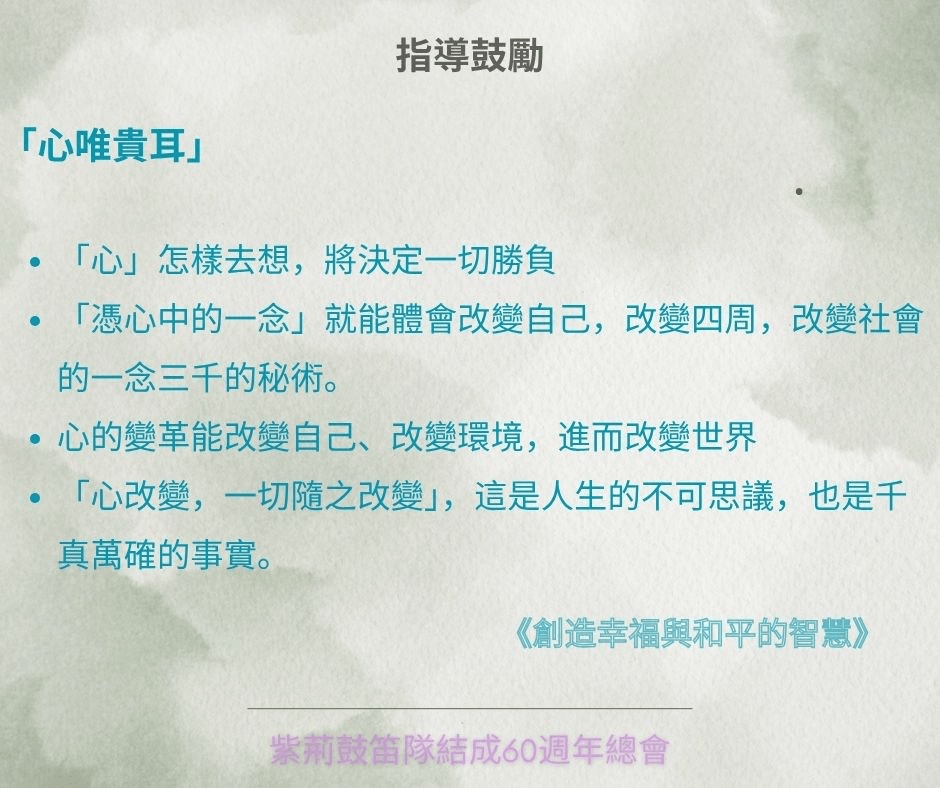 指導鼓勵
「心唯貴耳」
• 「心」怎樣去想，將決定一切勝負
• 「憑心中的一念」就能體會改變自己，改變四周，改變社會
的一念三千的秘術。
• 心的變革能改變自己、改變環境，進而改變世界
• 「心改變，一切隨之改變」，這是人生的不可思議，也是千
真萬確的事實。
《創造幸福與和平的智慧》
紫荊鼓笛隊結成60週年總會